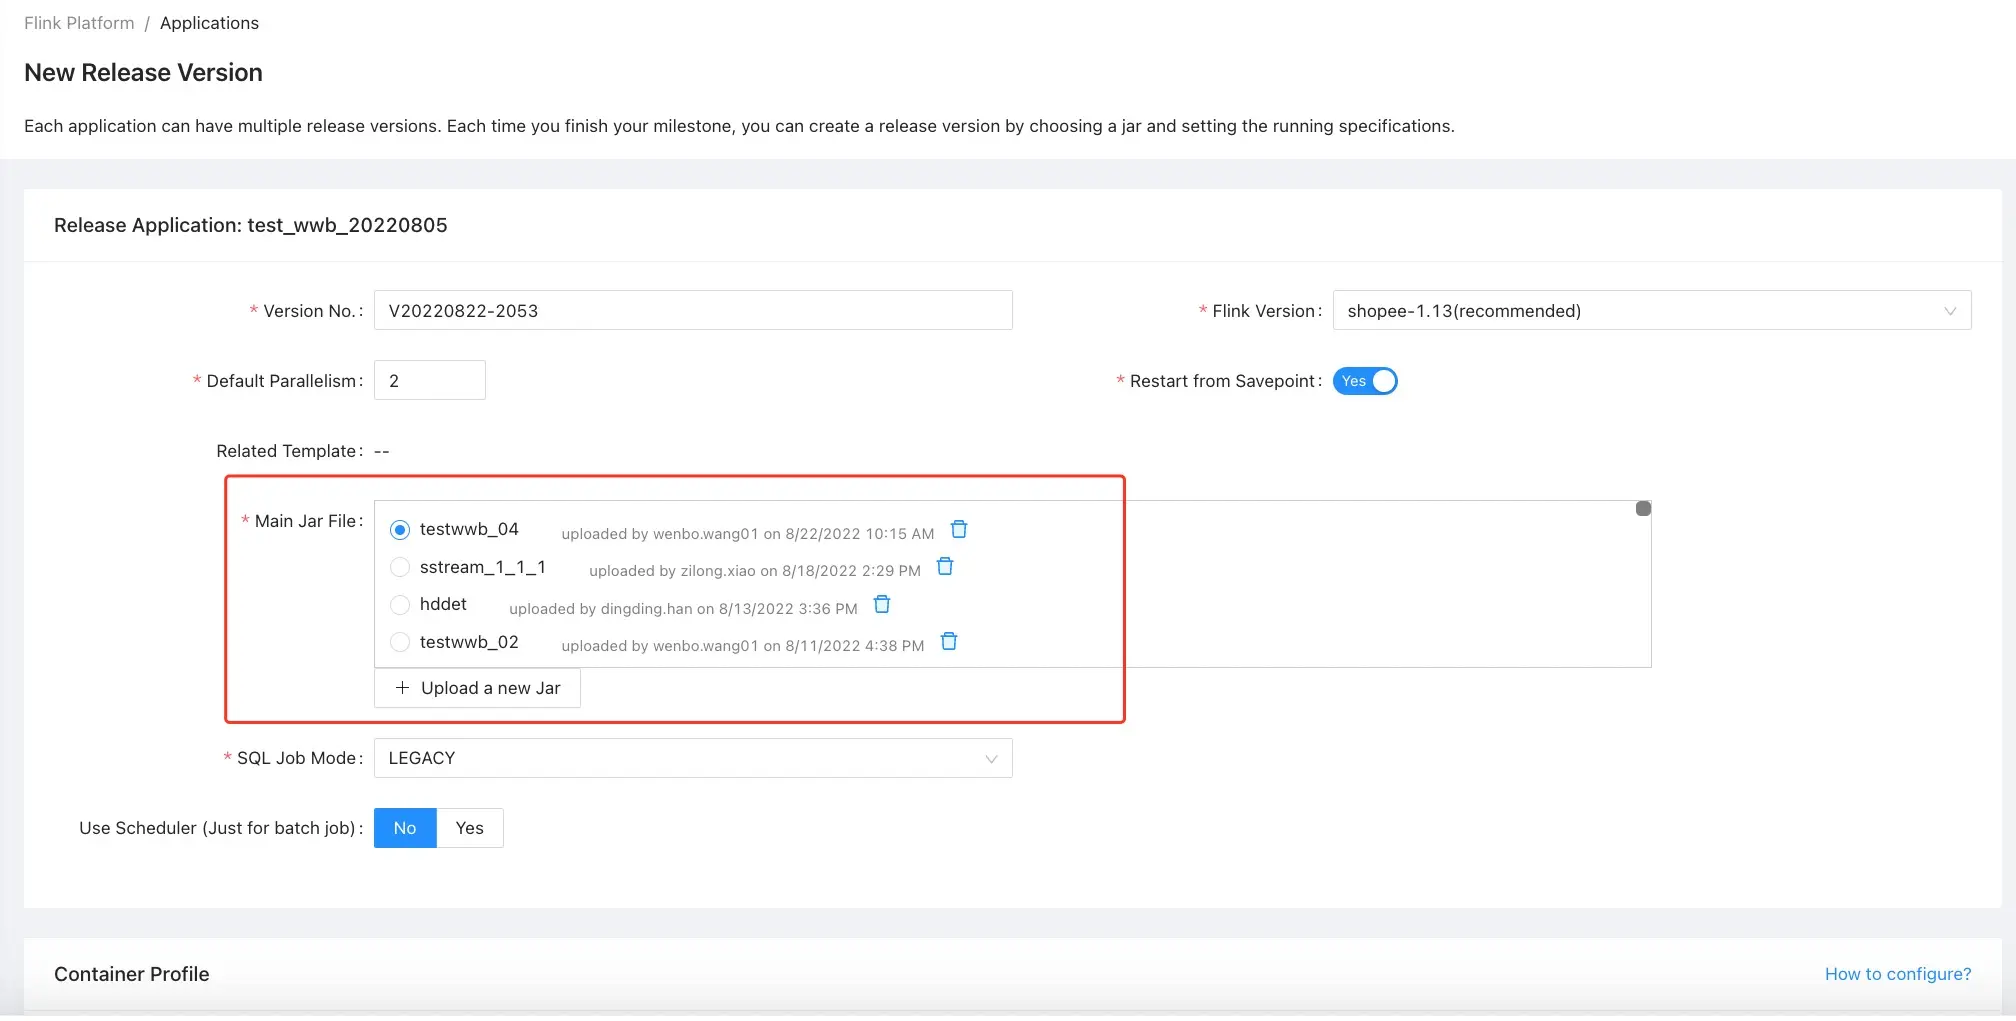 Flink Platform / Applications
New Release Version
Each application can have multiple release versions. Each time you finish your milestone, you can create a release version by choosing a jar and setting the running specifications.
Release Application: test_wwb_20220805
* Version No. : V20220822-2053
* Flink Version : shopee-1.13(recommended)
* Default Parallelism : 2
* Restart from Savepoint : Yes
Related Template : --
* Main Jar File :
testwwb_04 uploaded by wenbo.wang01 on 8/22/2022 10:15 AM
sstream_1_1_1 uploaded by zilong.xiao on 8/18/2022 2:29 PM
hddet uploaded by dingding.han on 8/13/2022 3:36 PM
testwwb_02 uploaded by wenbo.wang01 on 8/11/2022 4:38 PM
+ Upload a new Jar
* SQL Job Mode : LEGACY
Use Scheduler (Just for batch job) : No Yes
Container Profile
How to configure?